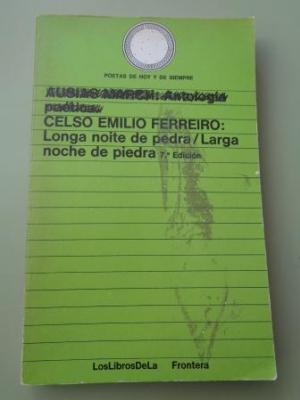 POETAS DE HOY Y DE SIEMPRE
AUSIAS MARCH: Antología
poética
CELSO EMILIO FERREIRO:
Longa noite de pedra/Larga
noche de piedra 7.ª Edición
LosLibrosDeLa Frontera